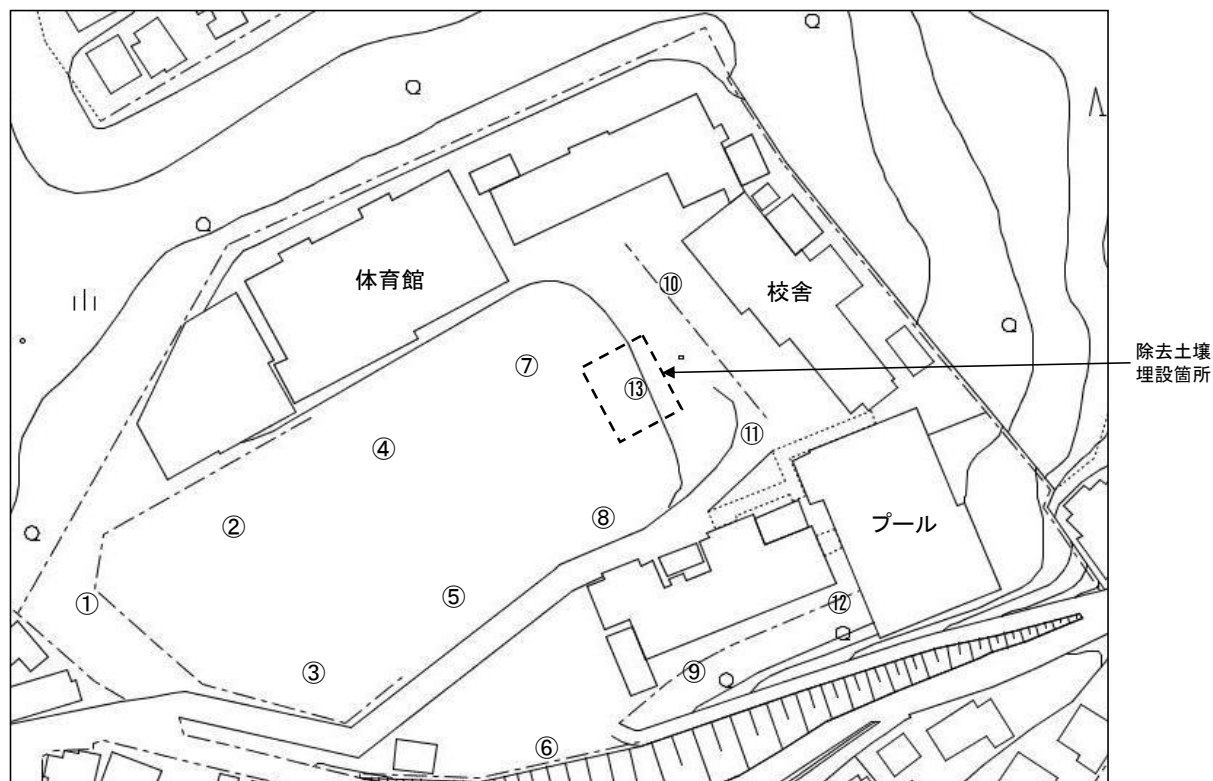 体育館
⑩
校舎
⑦
⑬
除去土壌
埋設箇所
④
⑪
②
⑧
プール
①
⑤
⑫
③
⑨
⑥